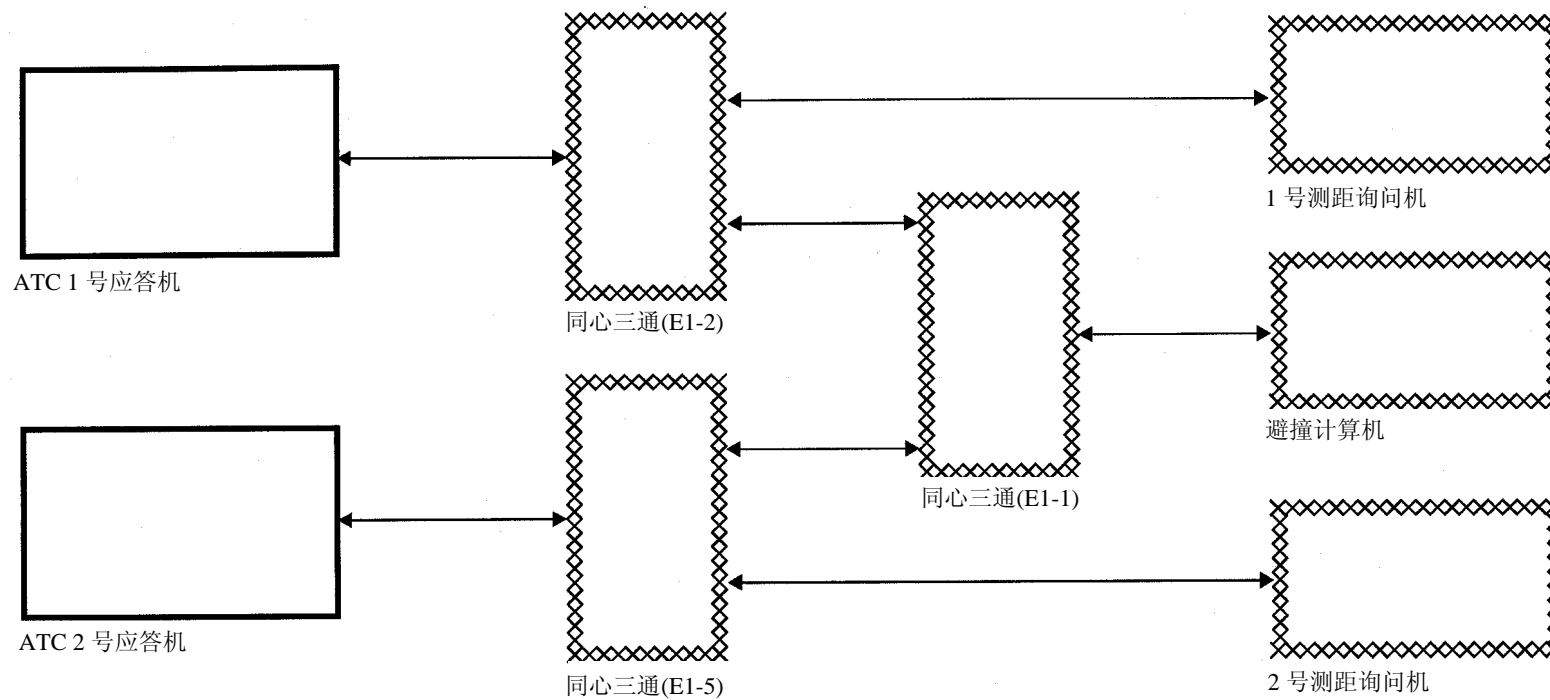 1 号测距询问机
ATC 1 号应答机
同心三通(E1-2)
避撞计算机
同心三通(E1-1)
ATC 2 号应答机
同心三通(E1-5)
2 号测距询问机